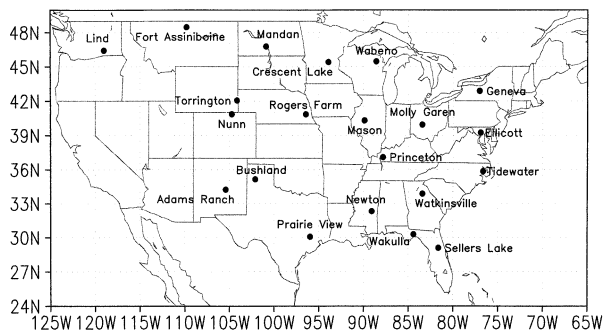 48N
Lind
Fort Assiniboine
Mandan
Wabeno
45N
Crescent Lake
42N
Torrington
Rogers Farm
Molly Garen
Geneva
39N
Nunn
Mason
Ellicott
36N
Bushland
Princeton
Tidewater
33N
Adams Ranch
Newton
Watkinsville
30N
Prairie View
Wakulla
Sellers Lake
27N
24N
125W 120W 115W 110W 105W 100W 95W 90W 85W 80W 75W 70W 65W